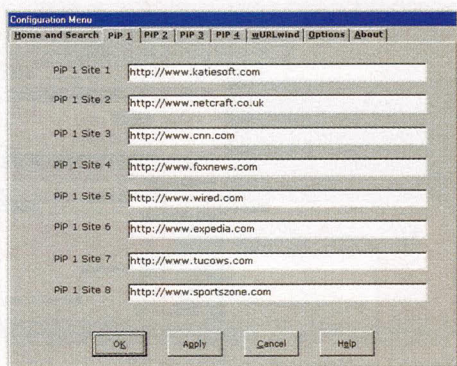 Configuration Menu
Home and Search PiP 1 PiP 2 PiP 3 PiP 4 wURLwind Options About
PiP 1 Site 1 http://www.katiesoft.com
PiP 1 Site 2 http://www.netcraft.co.uk
PiP 1 Site 3 http://www.cnn.com
PiP 1 Site 4 http://www.foxnews.com
PiP 1 Site 5 http://www.wired.com
PiP 1 Site 6 http://www.expedia.com
PiP 1 Site 7 http://www.tucows.com
PiP 1 Site 8 http://www.sportszone.com
OK Apply Cancel Help